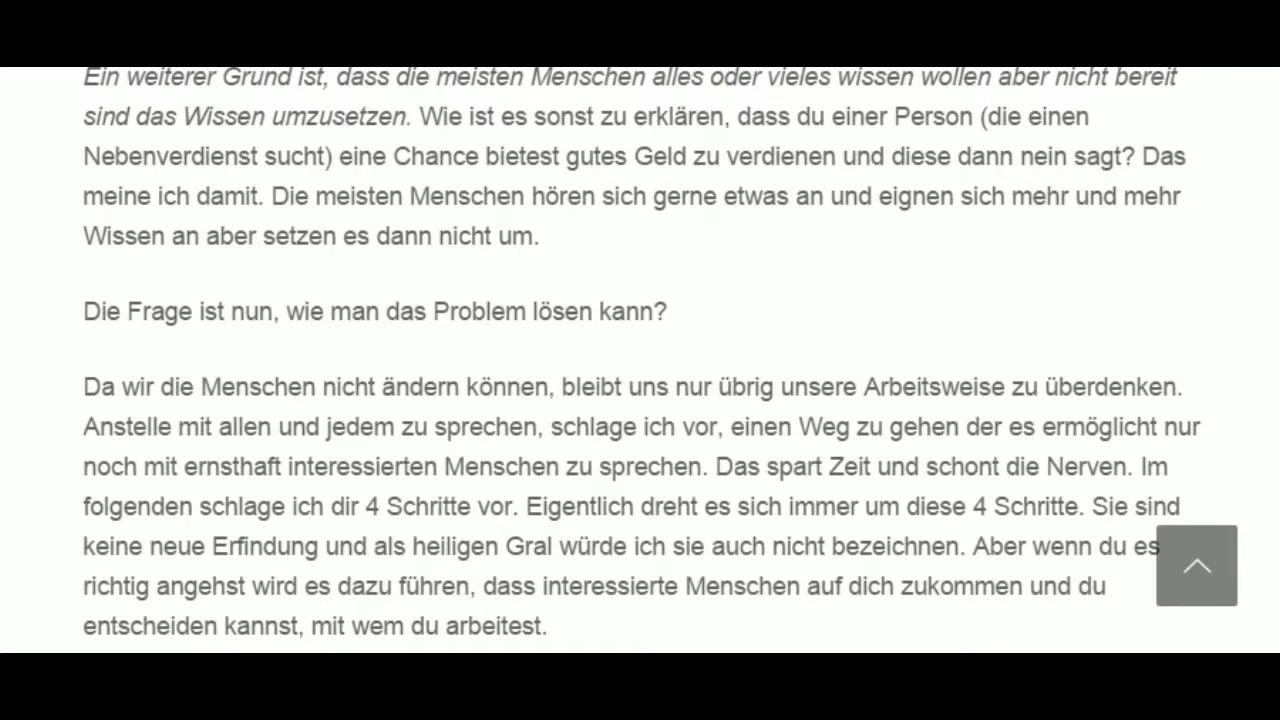 Ein weiterer Grund ist, dass die meisten Menschen alles oder vieles wissen wollen aber nicht bereit
sind das Wissen umzusetzen. Wie ist es sonst zu erklären, dass du einer Person (die einen
Nebenverdienst sucht) eine Chance bietest gutes Geld zu verdienen und diese dann nein sagt? Das
meine ich damit. Die meisten Menschen hören sich gerne etwas an und eignen sich mehr und mehr
Wissen an aber setzen es dann nicht um.
Die Frage ist nun, wie man das Problem lösen kann?
Da wir die Menschen nicht ändern können, bleibt uns nur übrig unsere Arbeitsweise zu überdenken.
Anstelle mit allen und jedem zu sprechen, schlage ich vor, einen Weg zu gehen der es ermöglicht nur
noch mit ernsthaft interessierten Menschen zu sprechen. Das spart Zeit und schont die Nerven. Im
folgenden schlage ich dir 4 Schritte vor. Eigentlich dreht es sich immer um diese 4 Schritte. Sie sind
keine neue Erfindung und als heiligen Gral würde ich sie auch nicht bezeichnen. Aber wenn du es
richtig angehst wird es dazu führen, dass interessierte Menschen auf dich zukommen und du
entscheiden kannst, mit wem du arbeitest.